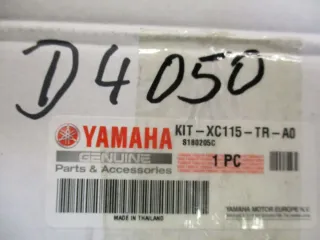 D4050
YAMAHA
KIT-XC115-TR-A0
8180205C
GENUINE
Parts & Accessories
1 PC
YAMAHA MOTOR EUROPE N.V.
MADE IN THAILAND